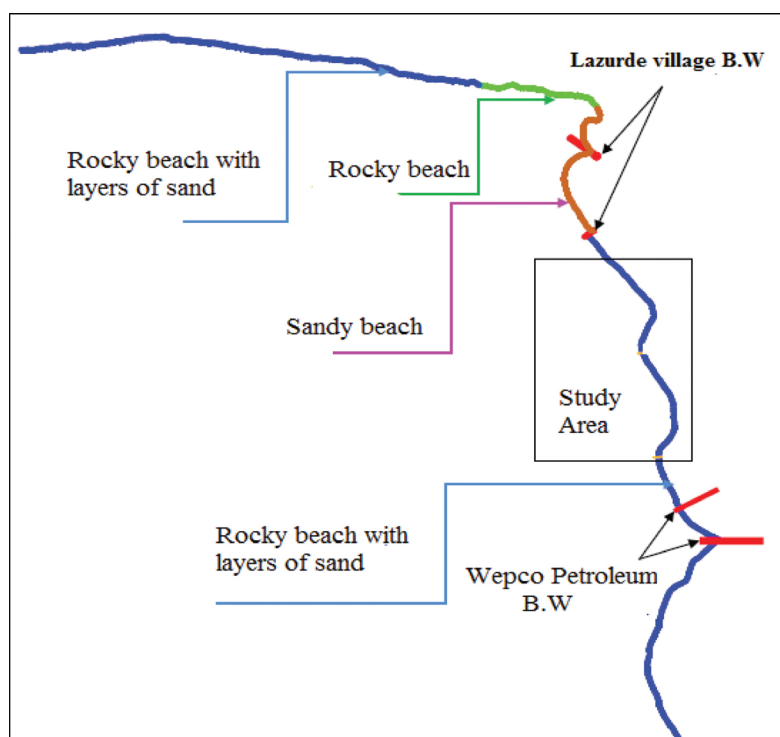 Lazurde village B.W
Rocky beach with
layers of sand
Rocky beach
Sandy beach
Study
Area
Rocky beach with
layers of sand
Wepco Petroleum
B.W